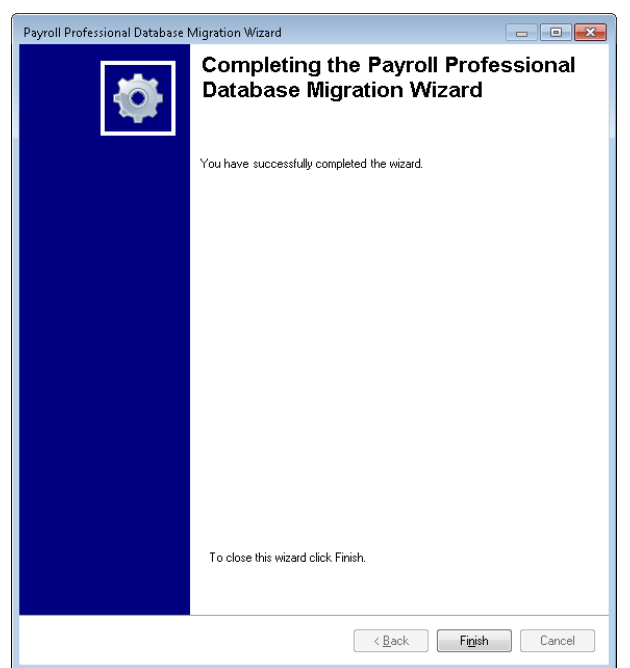 Payroll Professional Database Migration Wizard
Completing the Payroll Professional
Database Migration Wizard
You have successfully completed the wizard.
To close this wizard click Finish.
< Back
Finish
Cancel